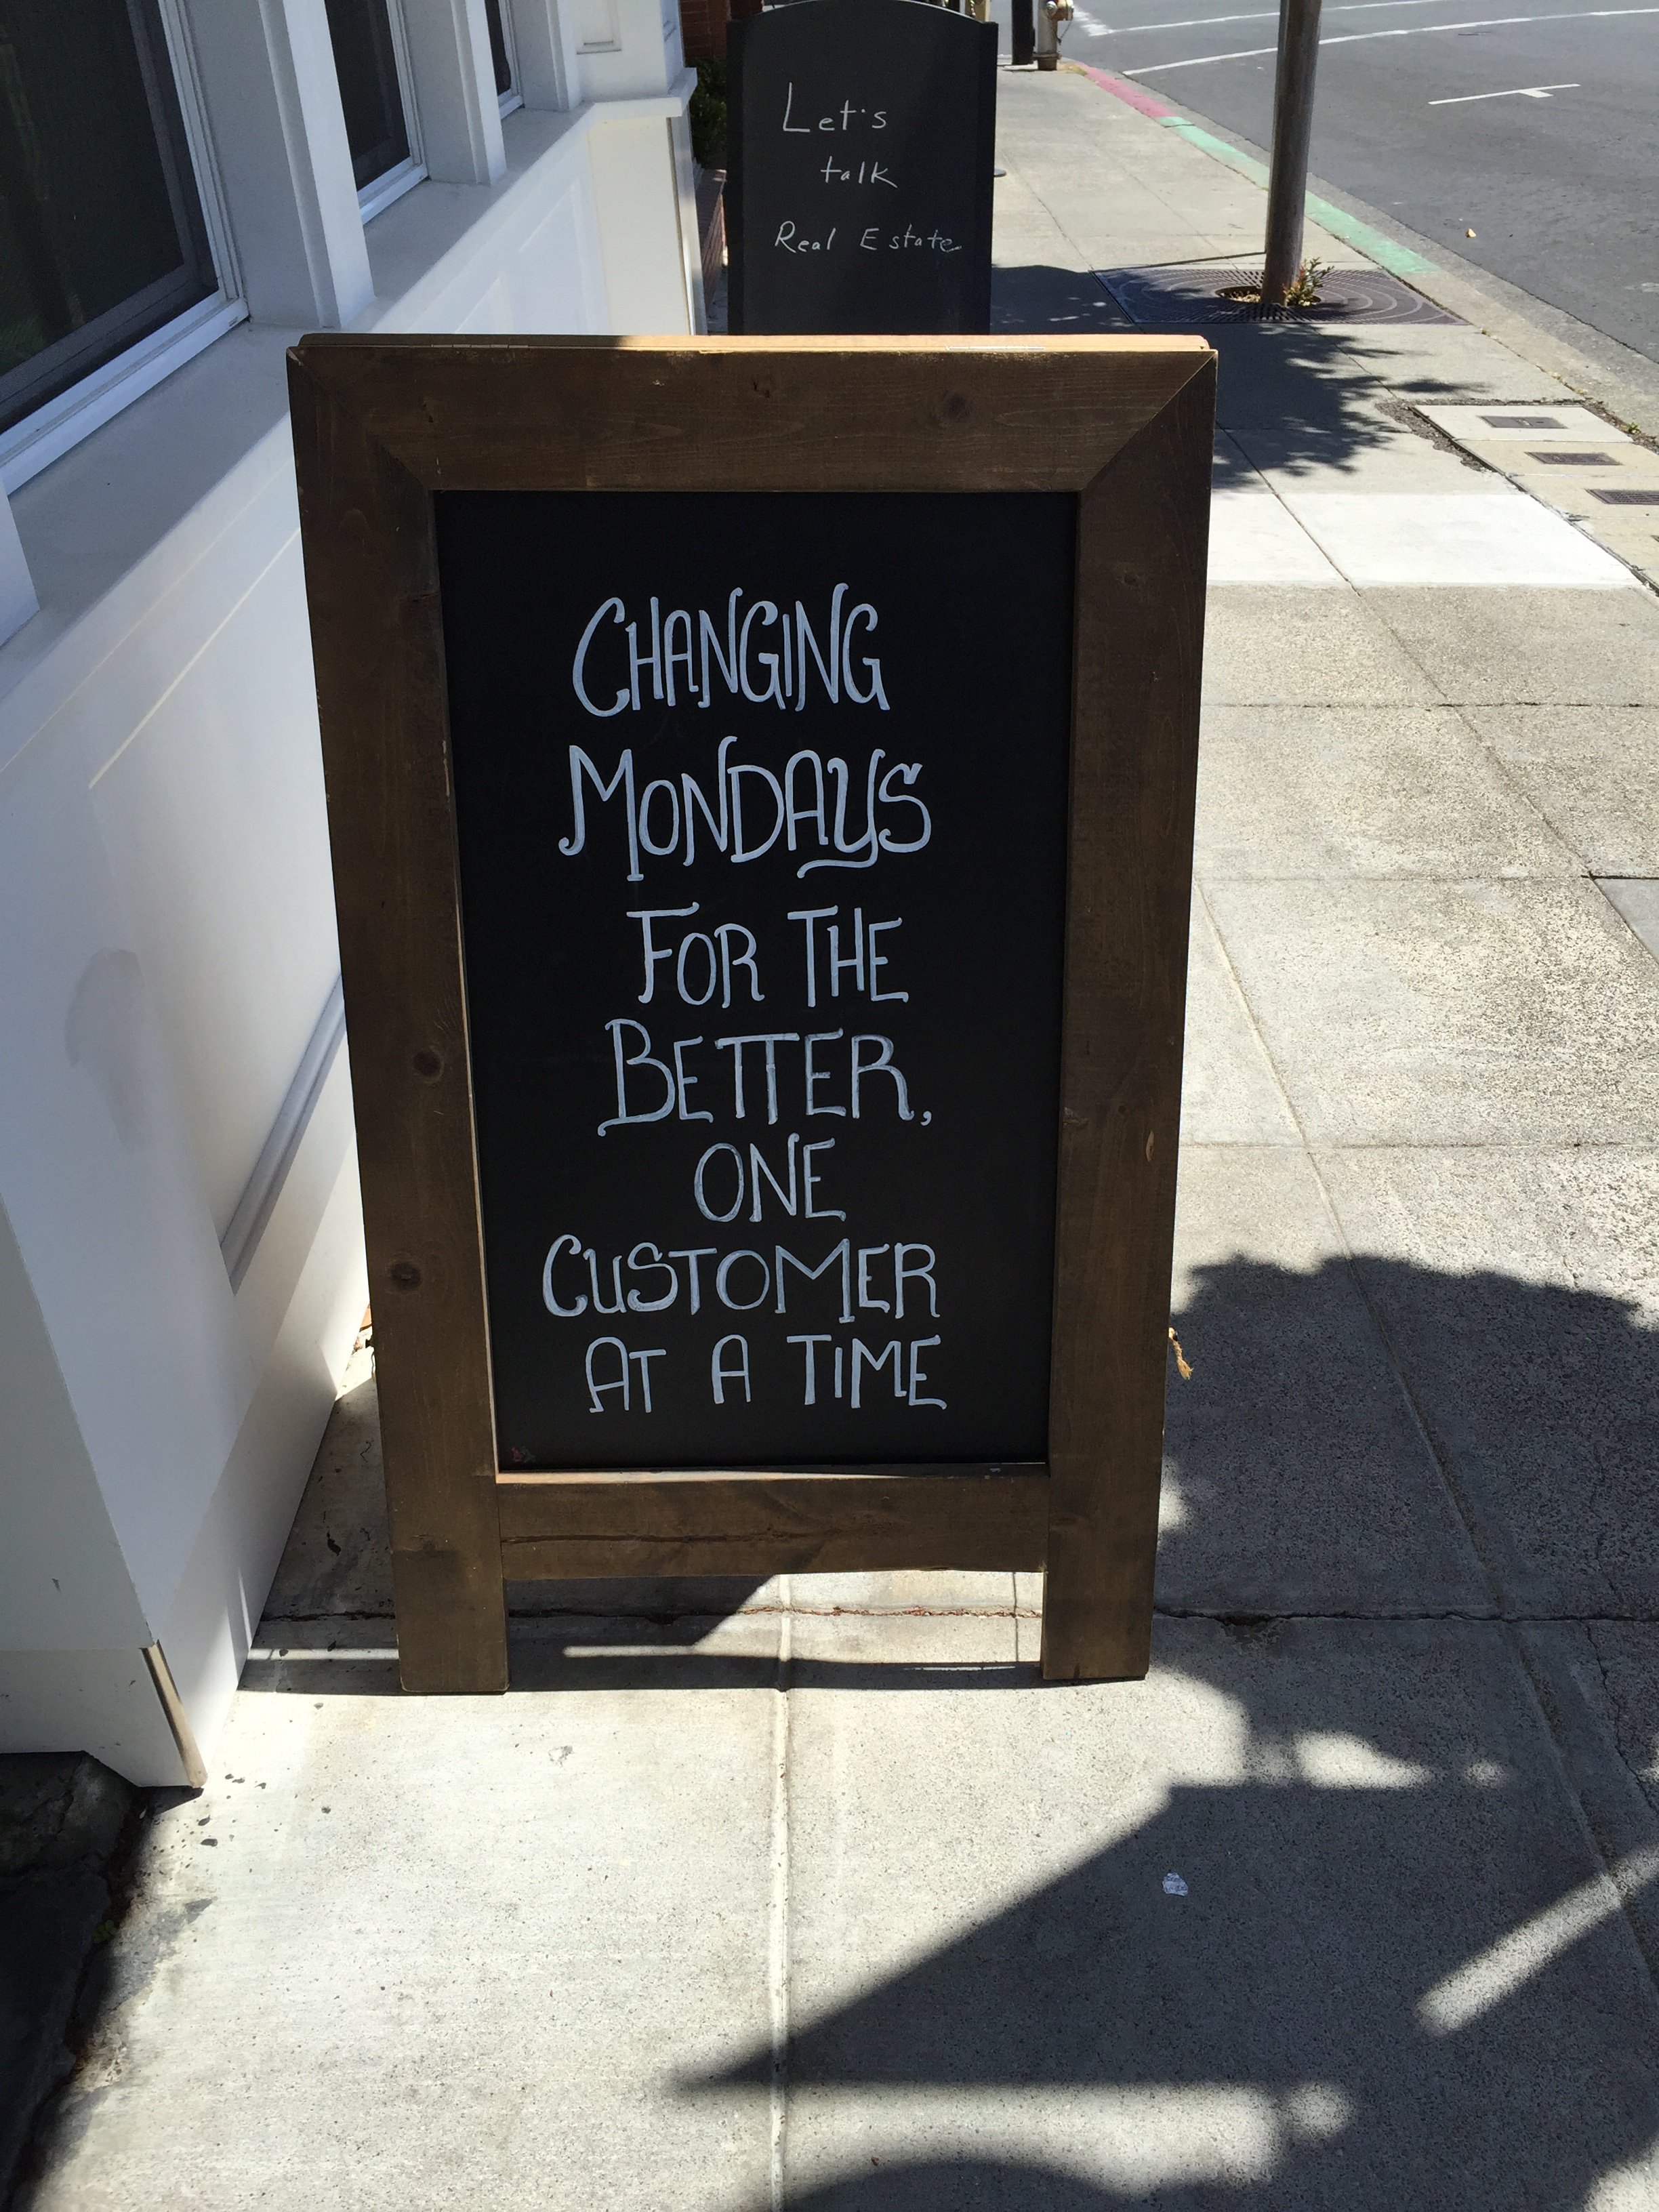 Let's
talk
Real Estate
CHANGING
MONDAYS
FOR THE
BETTER,
ONE
CUSTOMER
AT A TIME